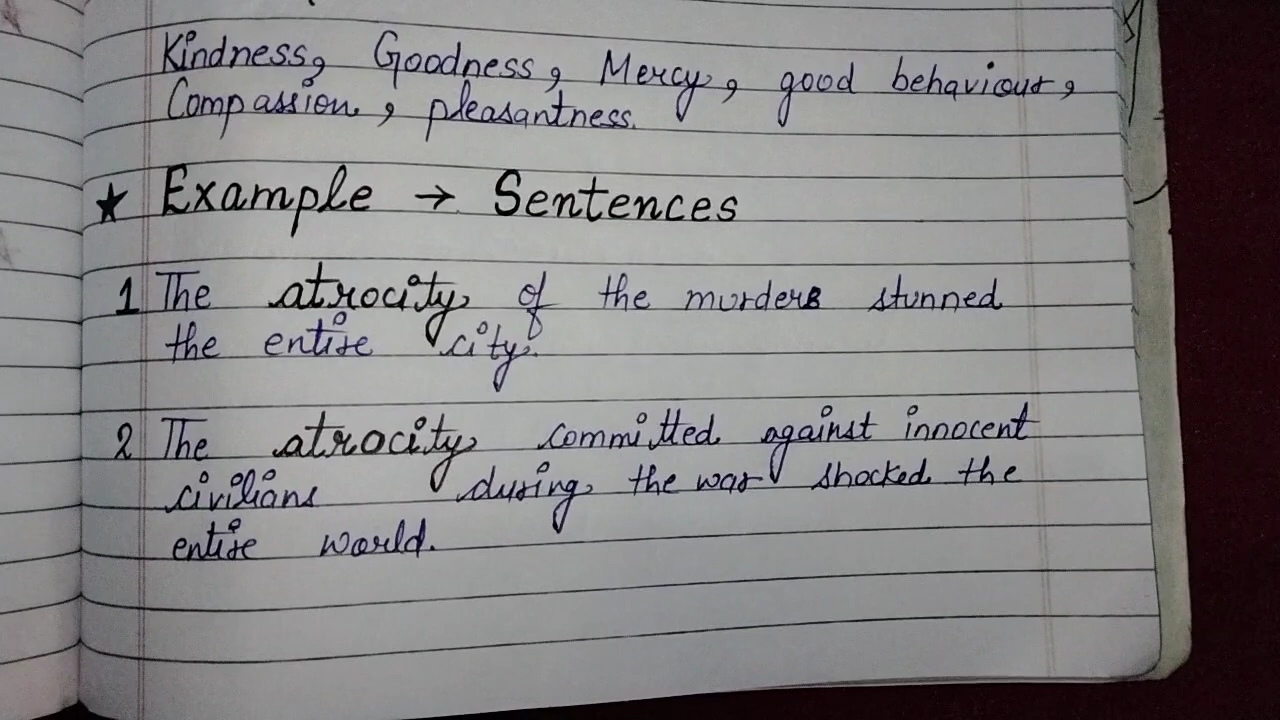 Kindness, Goodness, Mercy, good behaviour,
Compassion, pleasantness.
★ Example → Sentences
1 The atrocity of the murders stunned
the entire city.
2 The atrocity committed against innocent
civilians during the war shocked the
entire world.